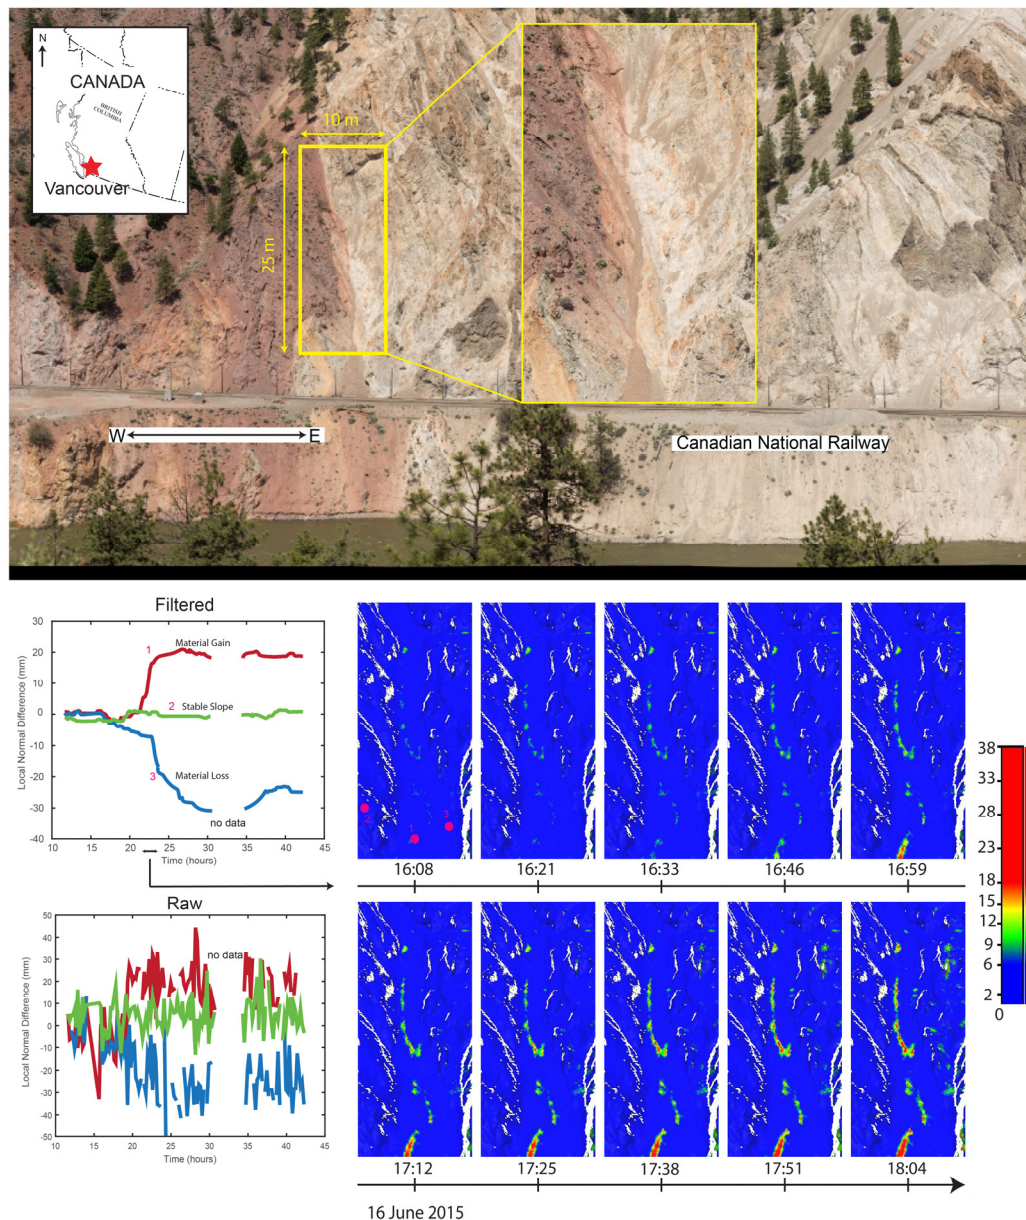 N
CANADA
BRITISH
COLUMBIA
Vancouver
10 m
25 m
W E
Canadian National Railway
Filtered
Local Normal Difference (mm)
30
20
10
0
-10
-20
-30
-40
1
Material Gain
2 Stable Slope
3
Material Loss
no data
10 15 20 25 30 35 40 45
Time (hours)
Raw
Local Normal Difference (mm)
50
40
30
20
10
0
-10
-20
-30
-40
-50
no data
10 15 20 25 30 35 40 45
Time (hours)
2
1
3
16:08 16:21 16:33 16:46 16:59
17:12 17:25 17:38 17:51 18:04
16 June 2015
38
33
28
23
18
15
12
9
6
2
0